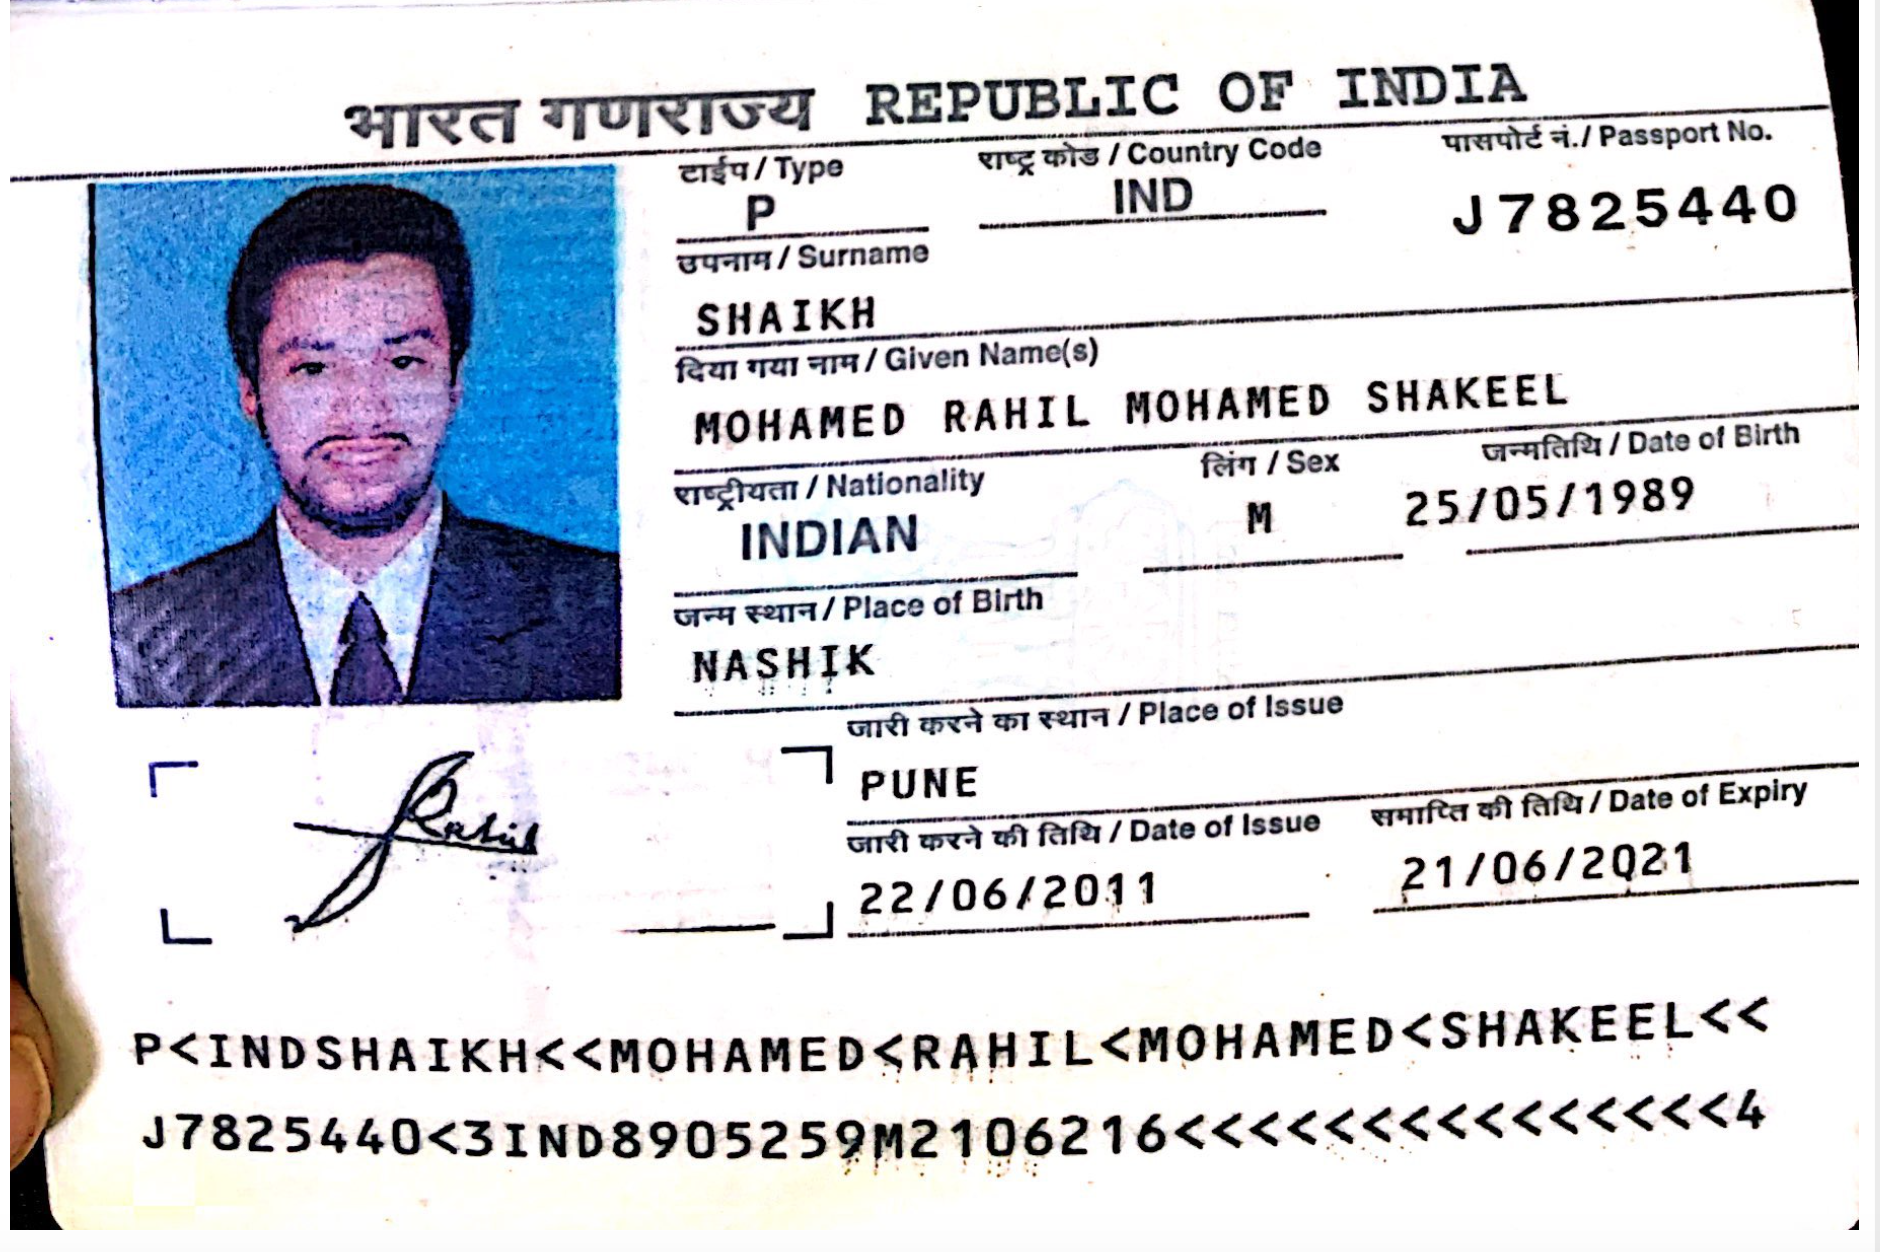 भारत गणराज्य REPUBLIC OF INDIA
टाईप / Type राष्ट्र कोड / Country Code पासपोर्ट नं. / Passport No.
P IND J7825440
उपनाम / Surname
SHAIKH
दिया गया नाम / Given Name(s)
MOHAMED RAHIL MOHAMED SHAKEEL
राष्ट्रीयता / Nationality लिंग / Sex जन्मतिथि / Date of Birth
INDIAN M 25/05/1989
जन्म स्थान / Place of Birth
NASHIK
जारी करने का स्थान / Place of Issue
PUNE
जारी करने की तिथि / Date of Issue समाप्ति की तिथि / Date of Expiry
22/06/2011 21/06/2021
Rahil
P<INDSHAIKH<<MOHAMED<RAHIL<MOHAMED<SHAKEEL<<
J7825440<3IND8905259M2106216<<<<<<<<<<<<<<<4